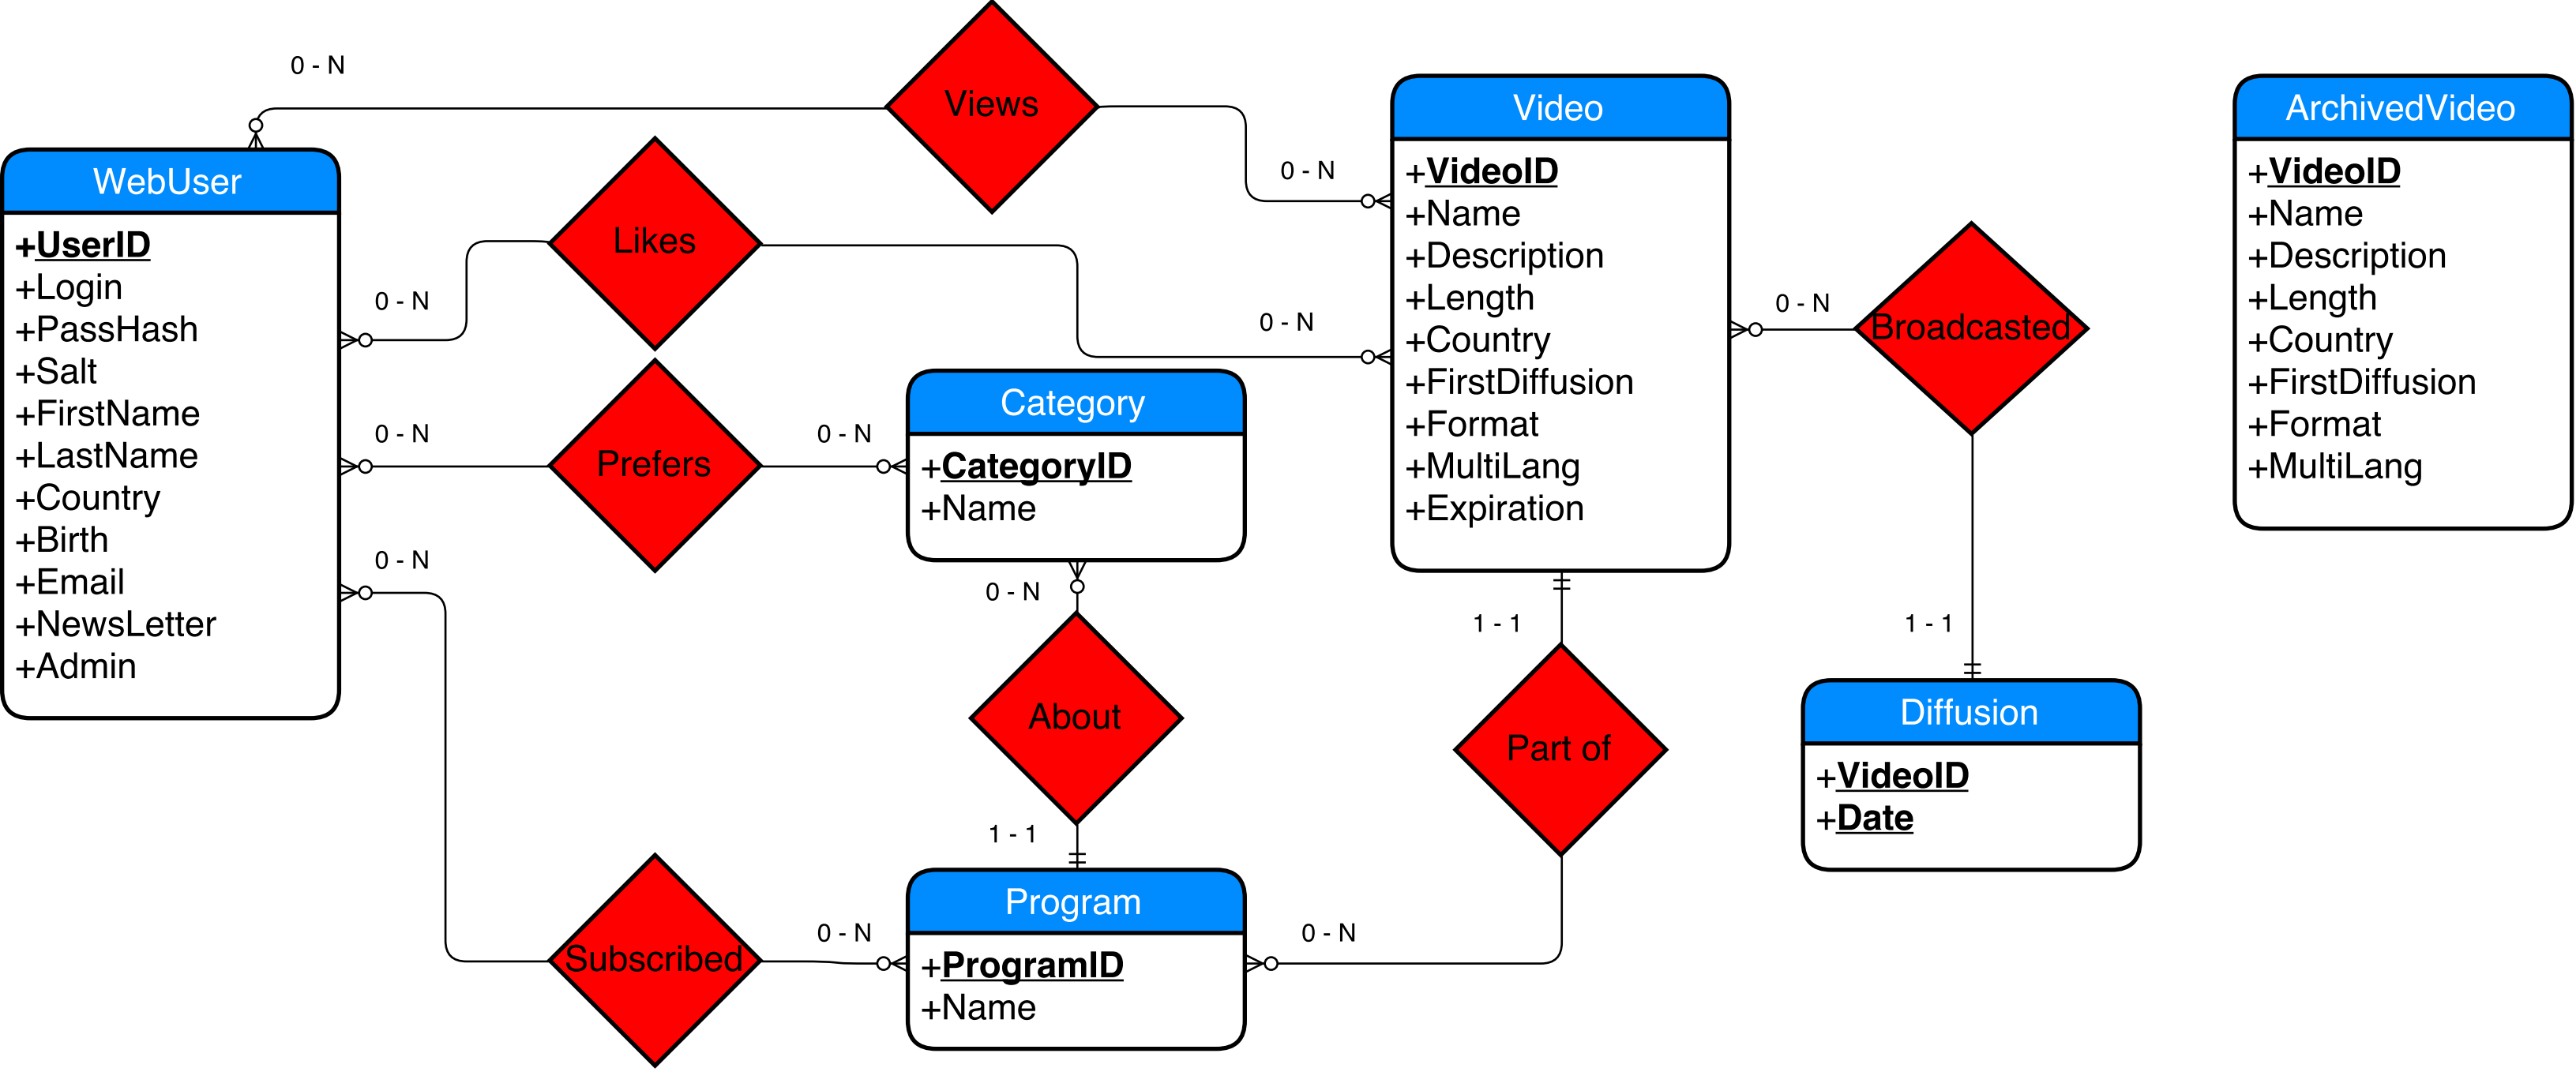 0 - N
Views
0 - N
WebUser
+UserID
+Login
+PassHash
+Salt
+FirstName
+LastName
+Country
+Birth
+Email
+NewsLetter
+Admin
0 - N
Likes
0 - N
0 - N
Prefers
0 - N
0 - N
Subscribed
0 - N
Category
+CategoryID
+Name
0 - N
About
1 - 1
Program
+ProgramID
+Name
0 - N
Video
+VideoID
+Name
+Description
+Length
+Country
+FirstDiffusion
+Format
+MultiLang
+Expiration
1 - 1
Part of
0 - N
Broadcasted
1 - 1
Diffusion
+VideoID
+Date
ArchivedVideo
+VideoID
+Name
+Description
+Length
+Country
+FirstDiffusion
+Format
+MultiLang